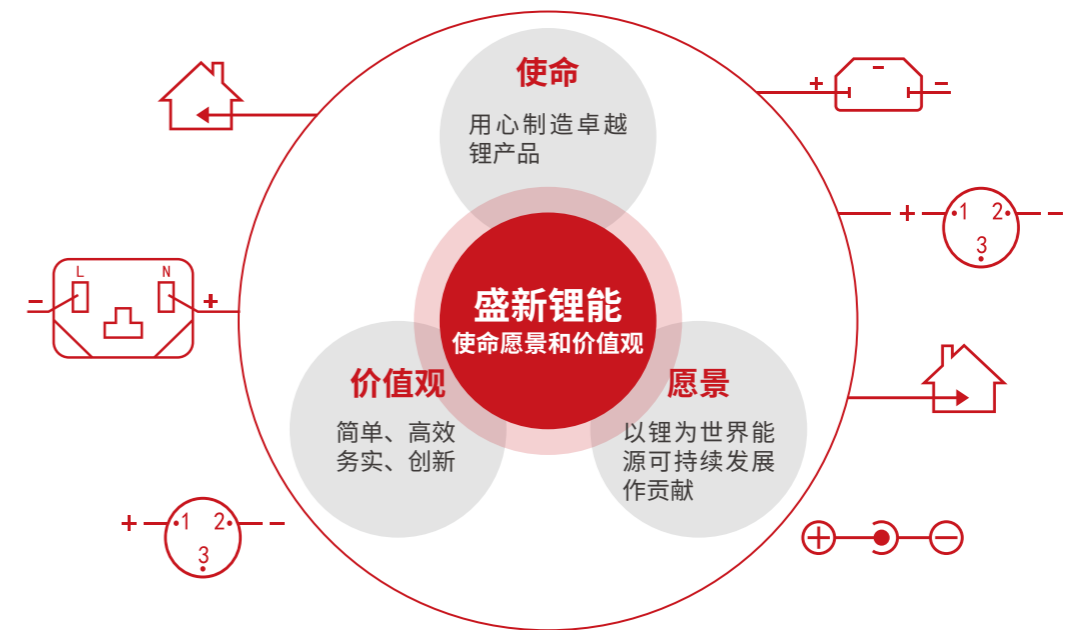 使命
用心制造卓越
锂产品
+
-
-
+
1
2
-
3
L
N
-
+
盛新锂能
使命愿景和价值观
价值观
简单、高效
务实、创新
愿景
以锂为世界能
源可持续发展
作贡献
+
1
2
-
3
+
-